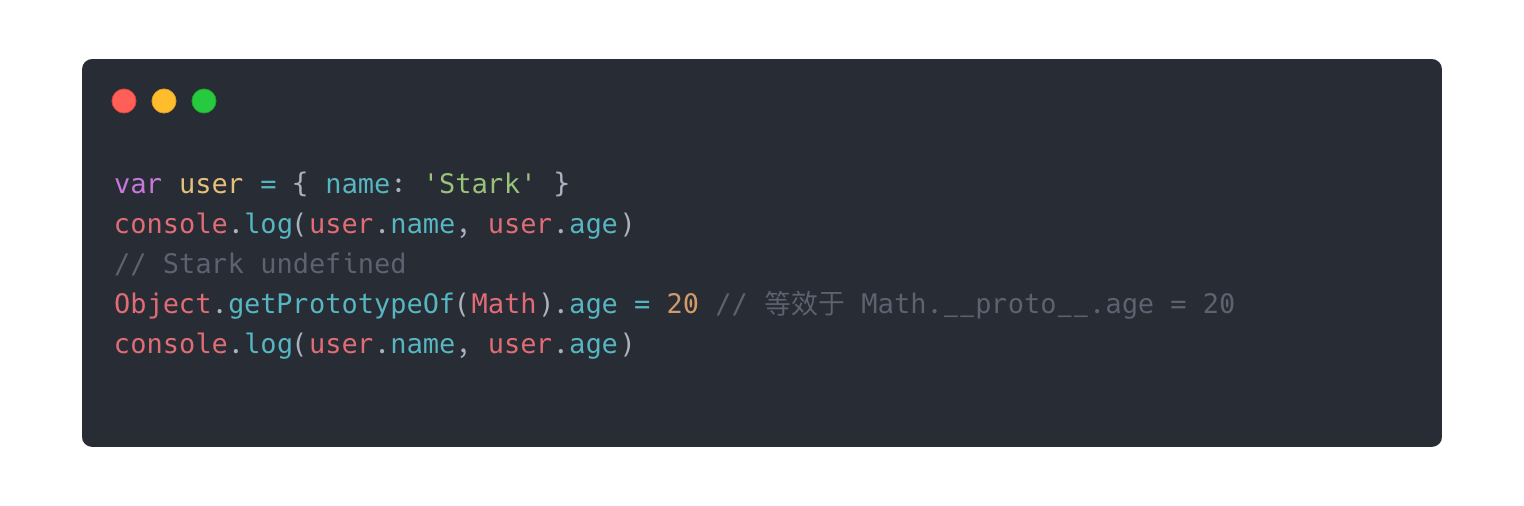 var user = { name: 'Stark' }
console.log(user.name, user.age)
// Stark undefined
Object.getPrototypeOf(Math).age = 20 // 等效于 Math.__proto__.age = 20
console.log(user.name, user.age)